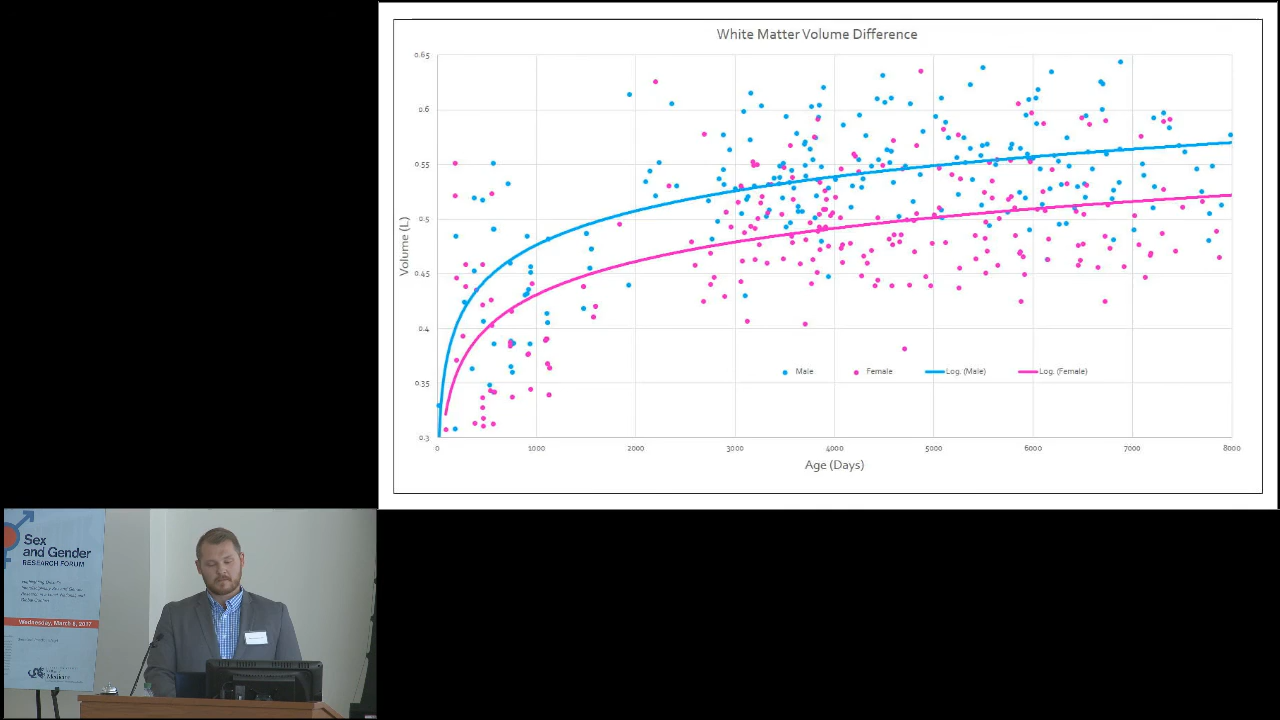 White Matter Volume Difference
0.65
0.6
0.55
0.5
0.45
0.4
0.35
0.3
Volume (L)
0 1000 2000 3000 4000 5000 6000 7000 8000
Age (Days)
Male Female Log. (Male) Log. (Female)
Sex
and Gender
RESEARCH FORUM
Wednesday, March 8, 2017
Medicine